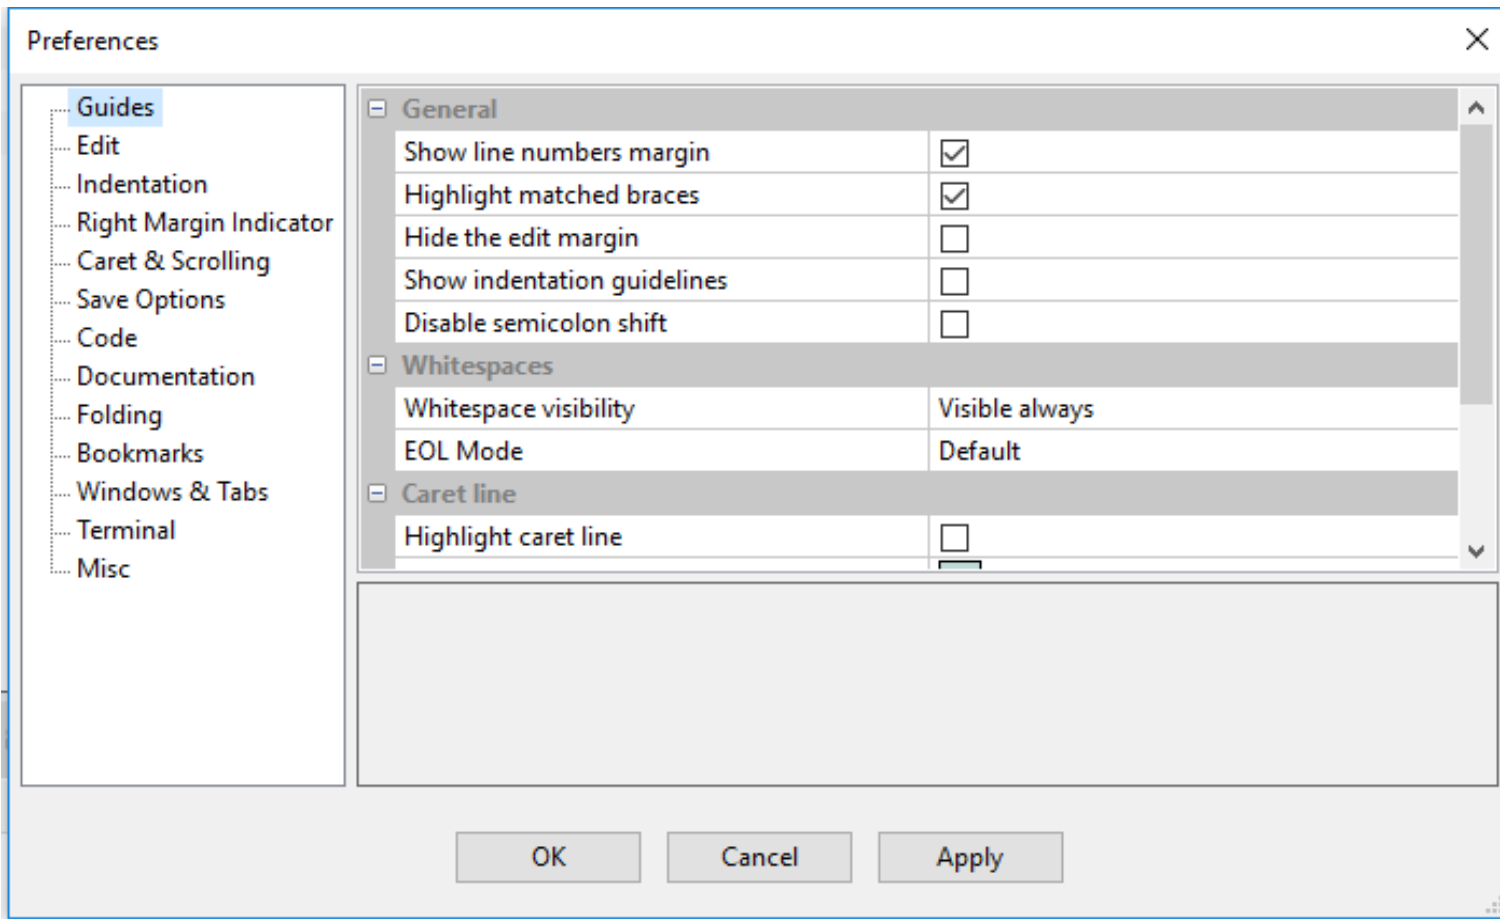 Preferences
Guides
Edit
Indentation
Right Margin Indicator
Caret & Scrolling
Save Options
Code
Documentation
Folding
Bookmarks
Windows & Tabs
Terminal
Misc
General
Show line numbers margin
Highlight matched braces
Hide the edit margin
Show indentation guidelines
Disable semicolon shift
Whitespaces
Whitespace visibility Visible always
EOL Mode Default
Caret line
Highlight caret line
OK Cancel Apply